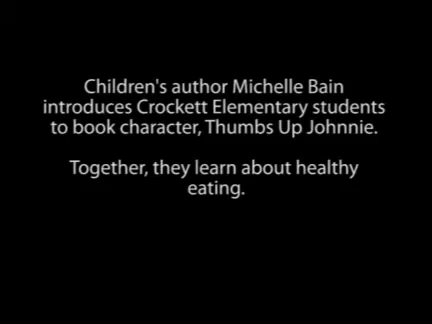 Children's author Michelle Bain
introduces Crockett Elementary students
to book character, Thumbs Up Johnnie.
Together, they learn about healthy
eating.